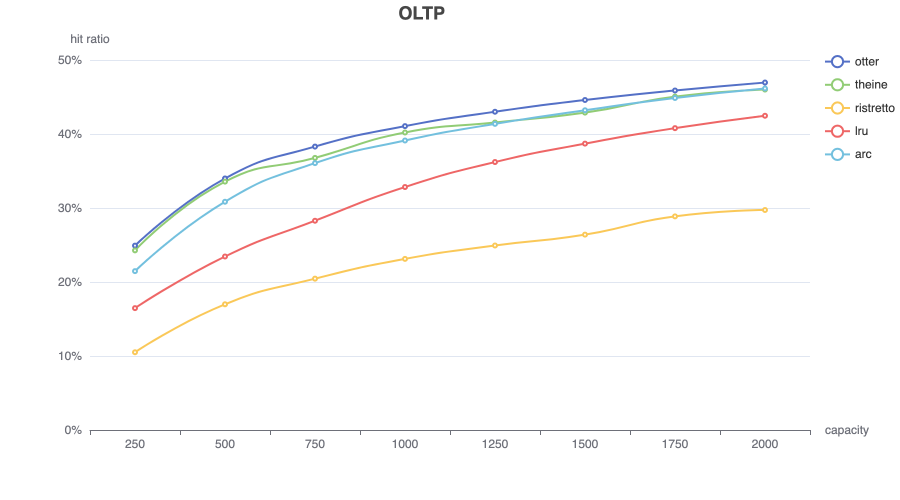 OLTP
hit ratio
50%
40%
30%
20%
10%
0%
250 500 750 1000 1250 1500 1750 2000
capacity
otter
theine
ristretto
lru
arc